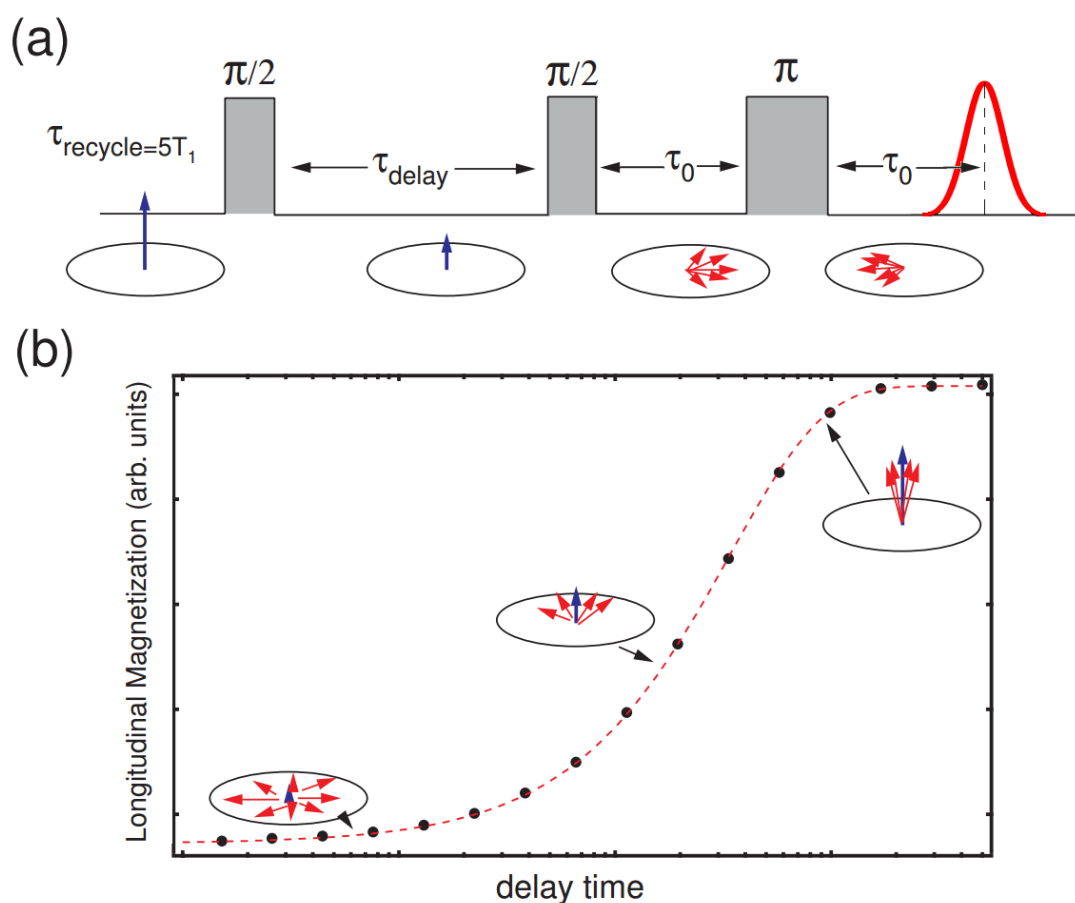 (a)
π/2 π/2 π
τrecycle=5T1
τdelay τ0 τ0
(b)
Longitudinal Magnetization (arb. units)
delay time